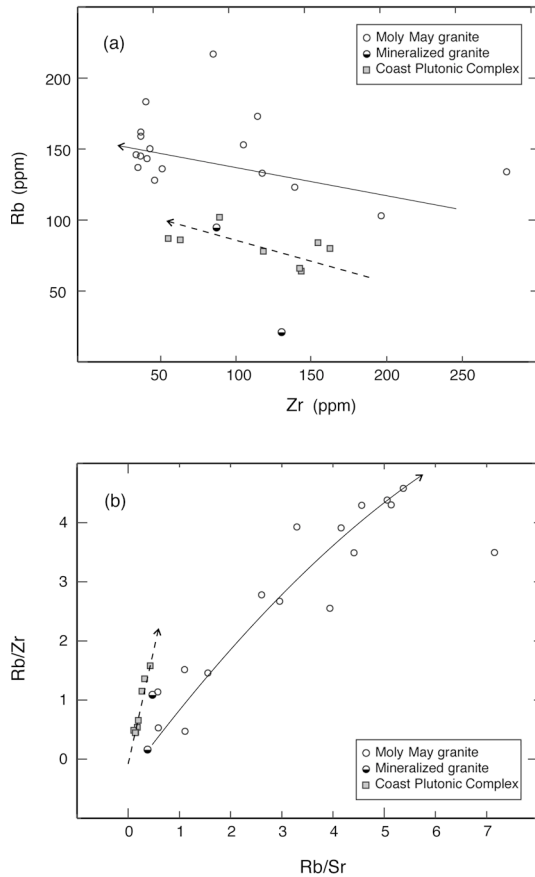 (a)
Moly May granite
Mineralized granite
Coast Plutonic Complex
200
150
100
50
Rb (ppm)
50 100 150 200 250
Zr (ppm)
(b)
4
3
2
1
0
Rb/Zr
Moly May granite
Mineralized granite
Coast Plutonic Complex
0 1 2 3 4 5 6 7
Rb/Sr